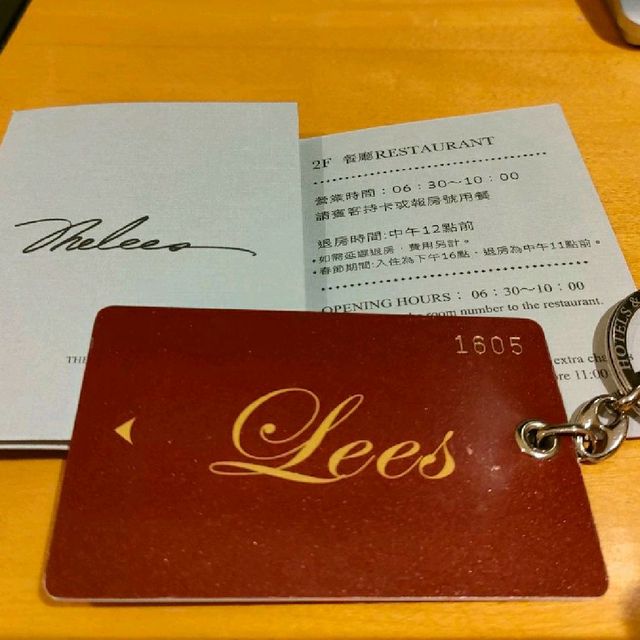 Thelees
THE
2F 餐廳RESTAURANT
營業時間：06：30～10：00
請賓客持卡或報房號用餐
退房時間:中午12點前
•如需延遲退房，費用另計。
•春節期間:入住為下午16點，退房為中午11點前。
OPENING HOURS： 06：30～10：00
room number to the restaurant.
extra
11:00
HOTELS &
1605
Lees